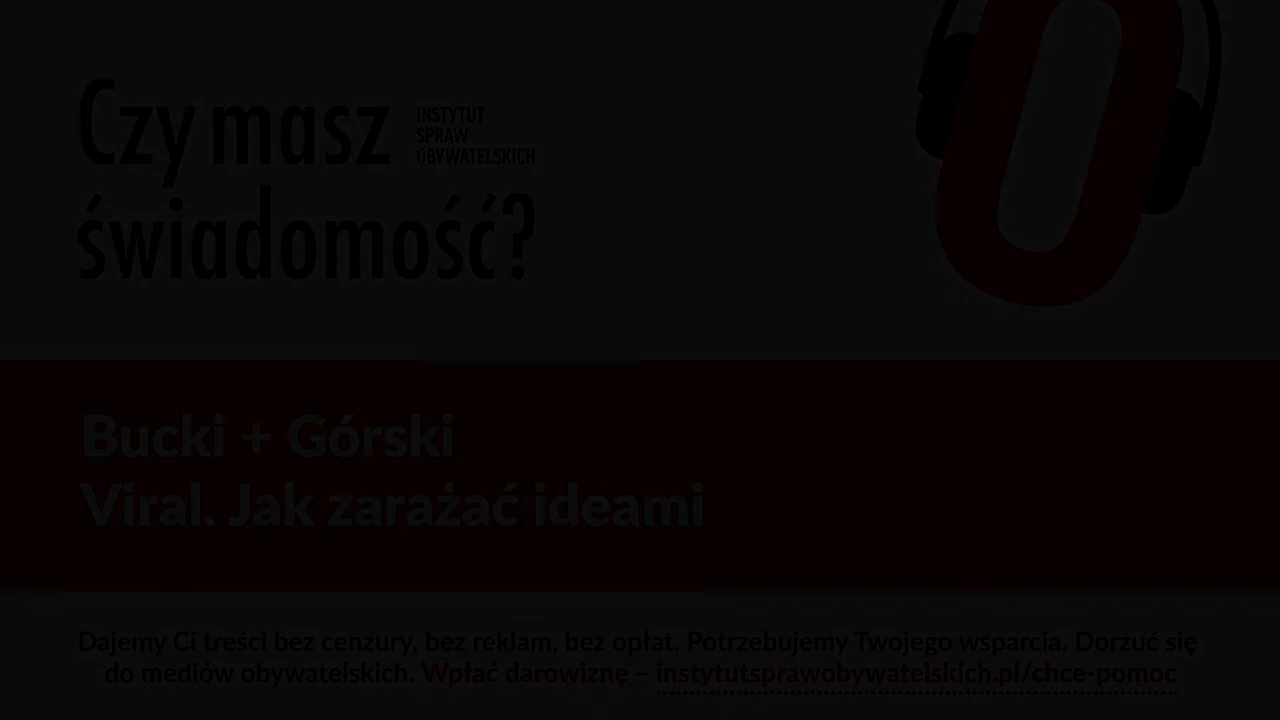 Czy masz
świadomość?
INSTYTUT
SPRAW
OBYWATELSKICH
Bucki + Górski
Viral. Jak zarażać ideami
Dajemy Ci treści bez cenzury, bez reklam, bez opłat. Potrzebujemy Twojego wsparcia. Dorzuć się
do mediów obywatelskich. Wpłać darowiznę – instytutsprawobywatelskich.pl/chce-pomoc